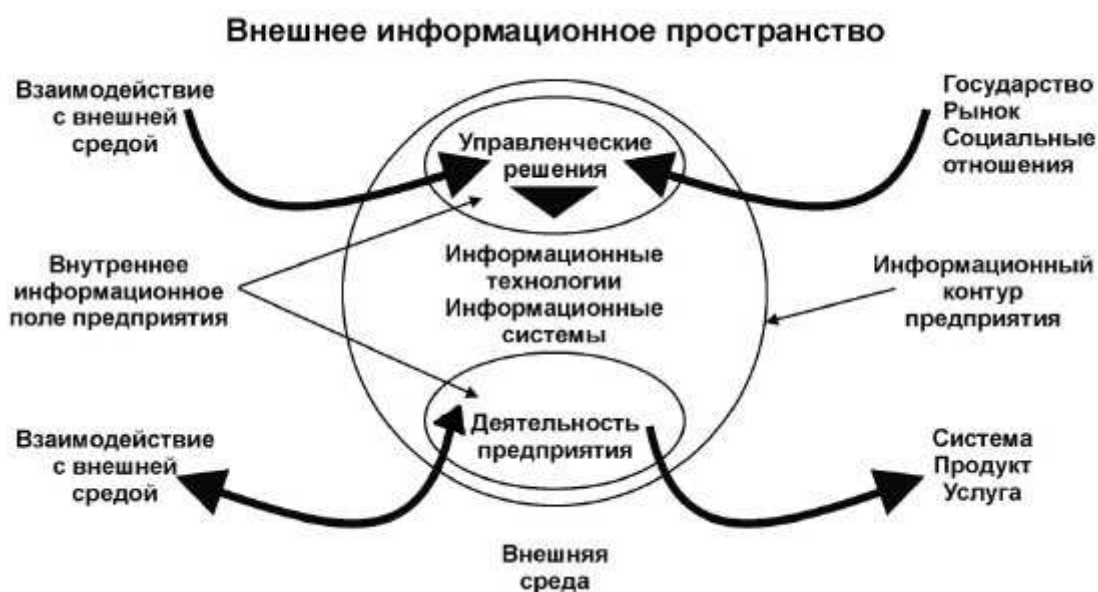 Внешнее информационное пространство
Взаимодействие
с внешней
средой
Управленческие
решения
Государство
Рынок
Социальные
отношения
Внутреннее
информационное
поле предприятия
Информационные
технологии
Информационные
системы
Информационный
контур
предприятия
Взаимодействие
с внешней
средой
Деятельность
предприятия
Система
Продукт
Услуга
Внешняя
среда